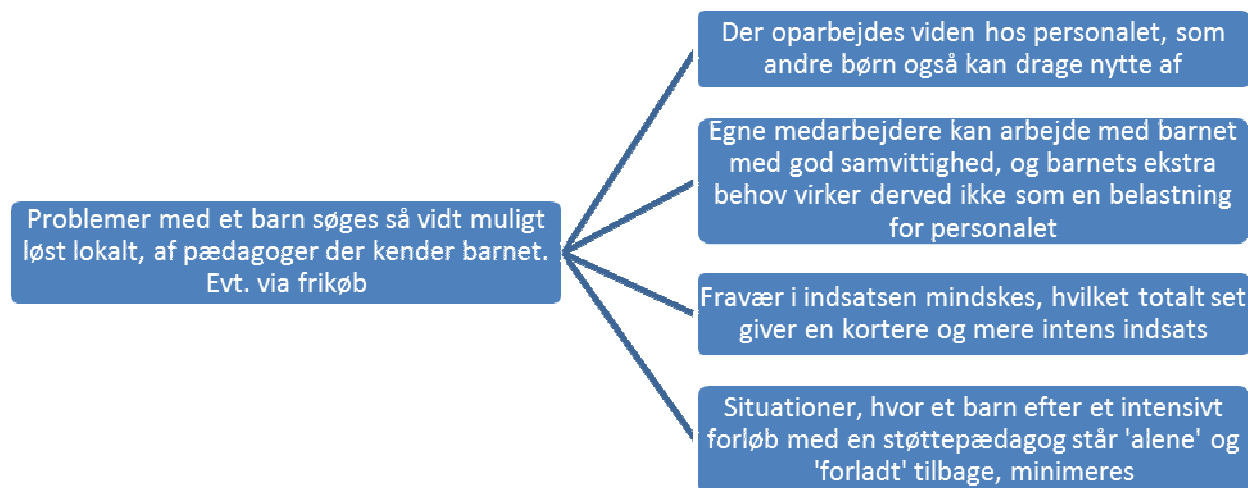 Problemer med et barn søges så vidt muligt
løst lokalt, af pædagoger der kender barnet.
Evt. via frikøb
Der oparbejdes viden hos personalet, som
andre børn også kan drage nytte af
Egne medarbejdere kan arbejde med barnet
med god samvittighed, og barnets ekstra
behov virker derved ikke som en belastning
for personalet
Fravær i indsatsen mindskes, hvilket totalt set
giver en kortere og mere intens indsats
Situationer, hvor et barn efter et intensivt
forløb med en støttepædagog står 'alene' og
'forladt' tilbage, minimeres